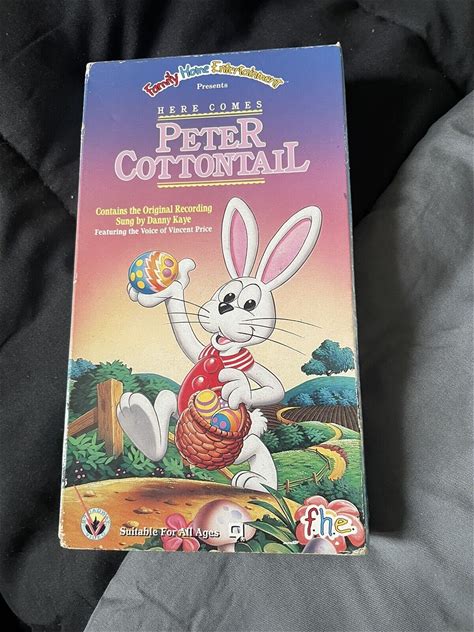 Family Home Entertainment
Presents
HERE COMES
PETER
COTTONTAIL
Contains the Original Recording
Sung by Danny Kaye
Featuring the Voice of Vincent Price
Suitable For All Ages
f.h.e.